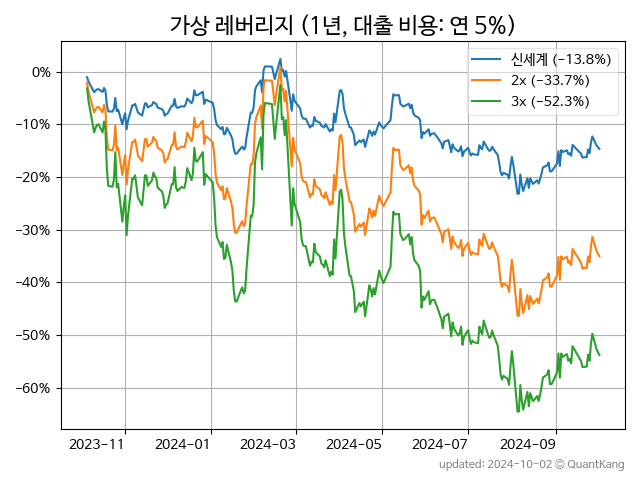 가상 레버리지 (1년, 대출 비용: 연 5%)
신세계 (−13.8%)
2x (−33.7%)
3x (−52.3%)
0%
−10%
−20%
−30%
−40%
−50%
−60%
2023-11
2024-01
2024-03
2024-05
2024-07
2024-09
updated: 2024-10-02 © QuantKang